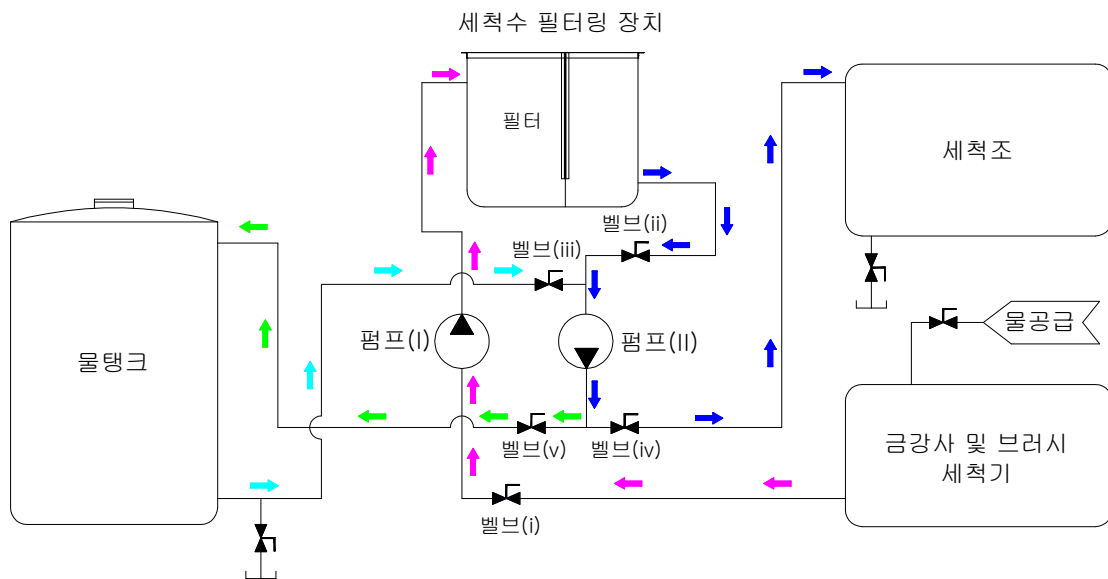 세척수 필터링 장치
필터
세척조
벨브(ii)
벨브(iii)
물공급
펌프(I)
펌프(II)
물탱크
벨브(v)
벨브(iv)
금강사 및 브러시
세척기
벨브(i)